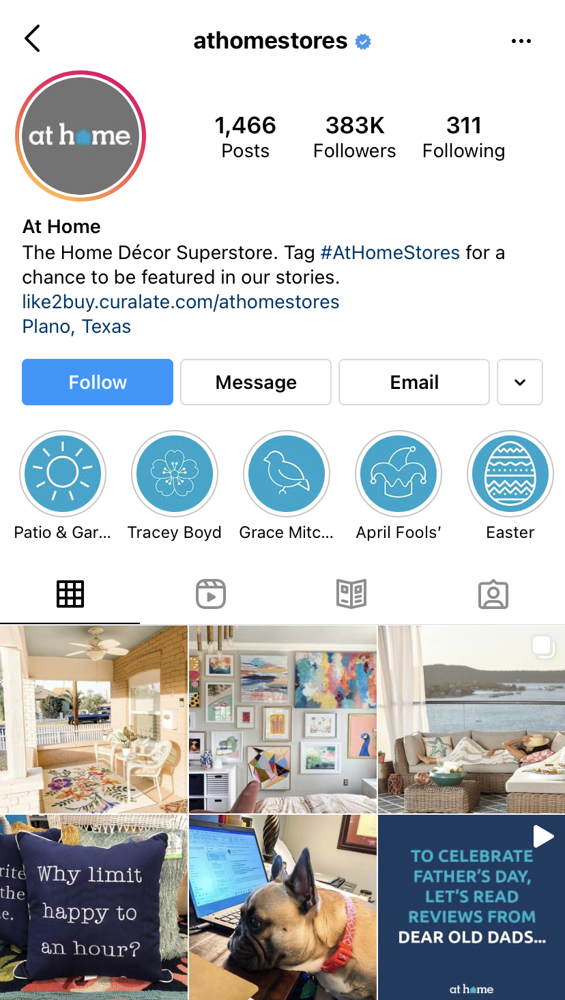 athomestores
at home
1,466
Posts
383K
Followers
311
Following
At Home
The Home Décor Superstore. Tag #AtHomeStores for a
chance to be featured in our stories.
like2buy.curalate.com/athomestores
Plano, Texas
Follow
Message
Email
Patio & Gar...
Tracey Boyd
Grace Mitc...
April Fools’
Easter
rite
the
e.
Why limit
happy to
an hour?
TO CELEBRATE
FATHER’S DAY,
LET’S READ
REVIEWS FROM
DEAR OLD DADS...
at home